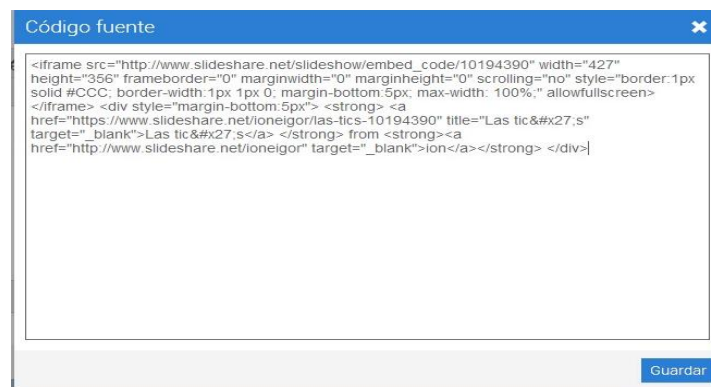 Código fuente
<iframe src="http://www.slideshare.net/slideshow/embed_code/10194390" width="427"
height="356" frameborder="0" marginwidth="0" marginheight="0" scrolling="no" style="border:1px
solid #CCC; border-width:1px 1px 0; margin-bottom:5px; max-width: 100%;" allowfullscreen>
</iframe> <div style="margin-bottom:5px"> <strong> <a
href="https://www.slideshare.net/ioneigor/las-tics-10194390" title="Las tic&#x27;s"
target="_blank">Las tic&#x27;s</a> </strong> from <strong><a
href="http://www.slideshare.net/ioneigor" target="_blank">ion</a></strong> </div>
Guardar